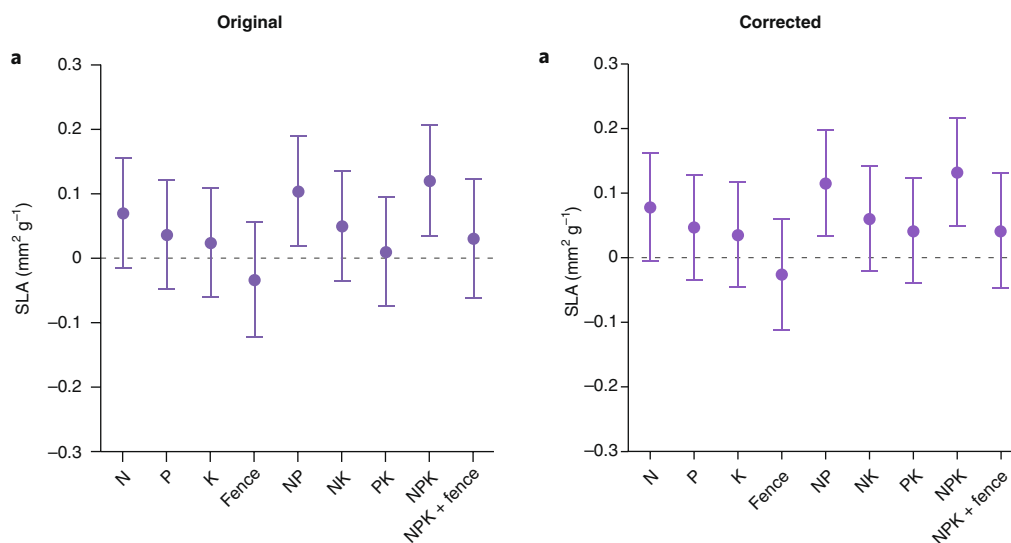 Original
a
0.3
0.2
0.1
0
–0.1
–0.2
–0.3
SLA (mm² g⁻¹)
N
P
K
Fence
NP
NK
PK
NPK
NPK + fence
Corrected
a
0.3
0.2
0.1
0
–0.1
–0.2
–0.3
SLA (mm² g⁻¹)
N
P
K
Fence
NP
NK
PK
NPK
NPK + fence